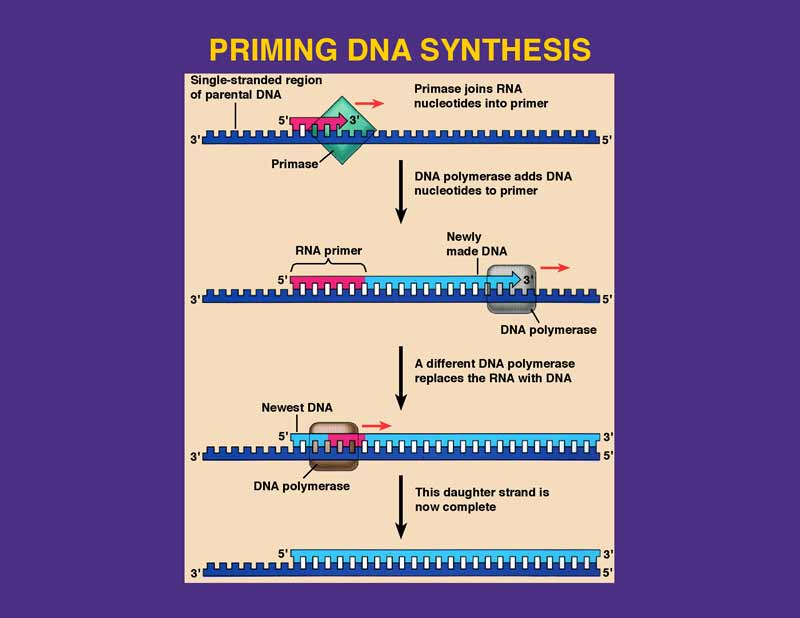 PRIMING DNA SYNTHESIS
Single-stranded region
of parental DNA
Primase joins RNA
nucleotides into primer
5'
3'
3'
5'
Primase
DNA polymerase adds DNA
nucleotides to primer
Newly
made DNA
RNA primer
5'
3'
3'
5'
DNA polymerase
A different DNA polymerase
replaces the RNA with DNA
Newest DNA
5'
3'
3'
5'
DNA polymerase
This daughter strand is
now complete
5'
3'
3'
5'